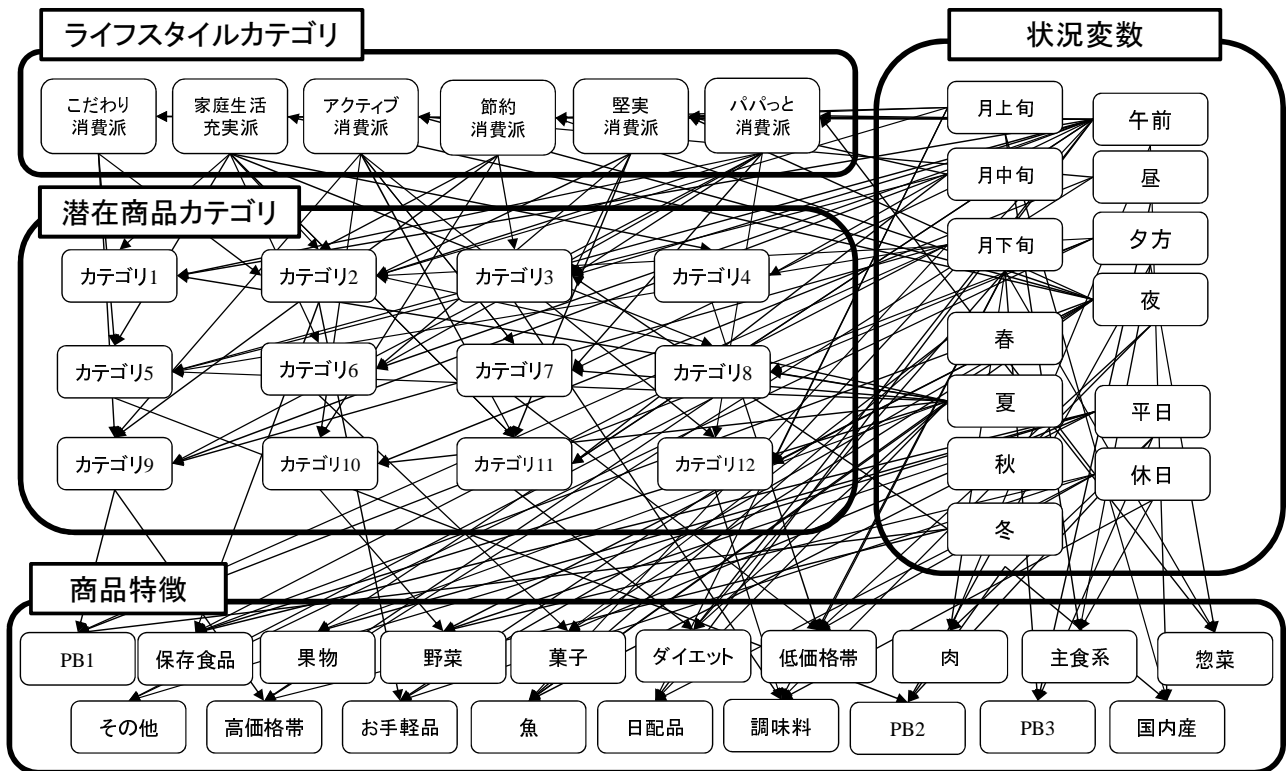 ライフスタイルカテゴリ
こだわり
消費派
家庭生活
充実派
アクティブ
消費派
節約
消費派
堅実
消費派
パパっと
消費派
潜在商品カテゴリ
カテゴリ1
カテゴリ2
カテゴリ3
カテゴリ4
カテゴリ5
カテゴリ6
カテゴリ7
カテゴリ8
カテゴリ9
カテゴリ10
カテゴリ11
カテゴリ12
状況変数
月上旬
午前
月中旬
昼
月下旬
夕方
夜
春
夏
平日
秋
休日
冬
商品特徴
PB1
保存食品
果物
野菜
菓子
ダイエット
低価格帯
肉
主食系
惣菜
その他
高価格帯
お手軽品
魚
日配品
調味料
PB2
PB3
国内産